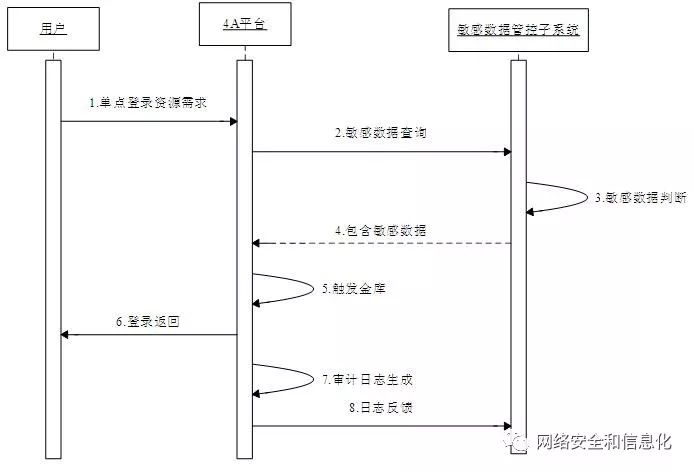 用户
4A平台
敏感数据管控子系统
1.单点登录资源需求
2.敏感数据查询
3.敏感数据判断
4.包含敏感数据
5.触发金库
6.登录返回
7.审计日志生成
8.日志反馈
网络安全和信息化